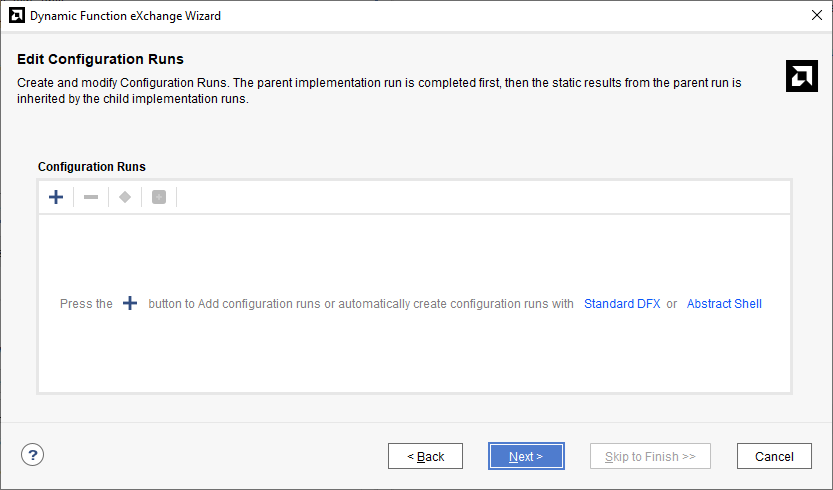 Dynamic Function eXchange Wizard
Edit Configuration Runs
Create and modify Configuration Runs. The parent implementation run is completed first, then the static results from the parent run is
inherited by the child implementation runs.
Configuration Runs
Press the + button to Add configuration runs or automatically create configuration runs with Standard DFX or Abstract Shell
?
< Back
Next >
Skip to Finish >>
Cancel